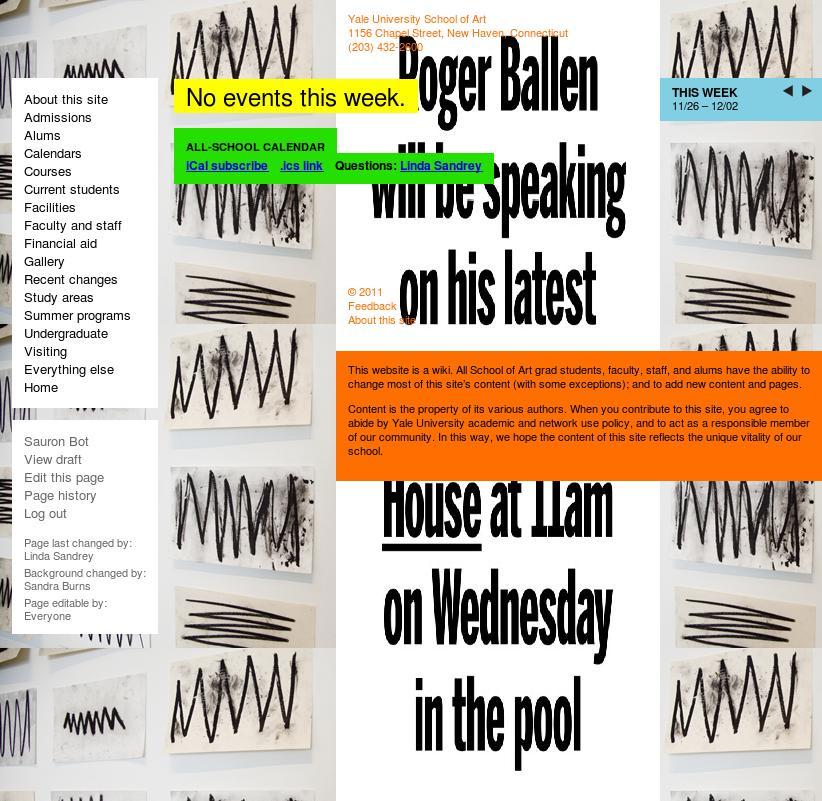 Yale University School of Art
1156 Chapel Street, New Haven, Connecticut
(203) 432-2600
About this site
Admissions
Alums
Calendars
Courses
Current students
Facilities
Faculty and staff
Financial aid
Gallery
Recent changes
Study areas
Summer programs
Undergraduate
Visiting
Everything else
Home
Sauron Bot
View draft
Edit this page
Page history
Log out
Page last changed by:
Linda Sandrey
Background changed by:
Sandra Burns
Page editable by:
Everyone
No events this week.
ALL-SCHOOL CALENDAR
iCal subscribe .ics link Questions: Linda Sandrey
THIS WEEK
11/26 – 12/02
Roger Ballen
will be speaking
on his latest
© 2011
Feedback
About this site
This website is a wiki. All School of Art grad students, faculty, staff, and alums have the ability to
change most of this site's content (with some exceptions); and to add new content and pages.
Content is the property of its various authors. When you contribute to this site, you agree to
abide by Yale University academic and network use policy, and to act as a responsible member
of our community. In this way, we hope the content of this site reflects the unique vitality of our
school.
House at 11am
on Wednesday
in the pool